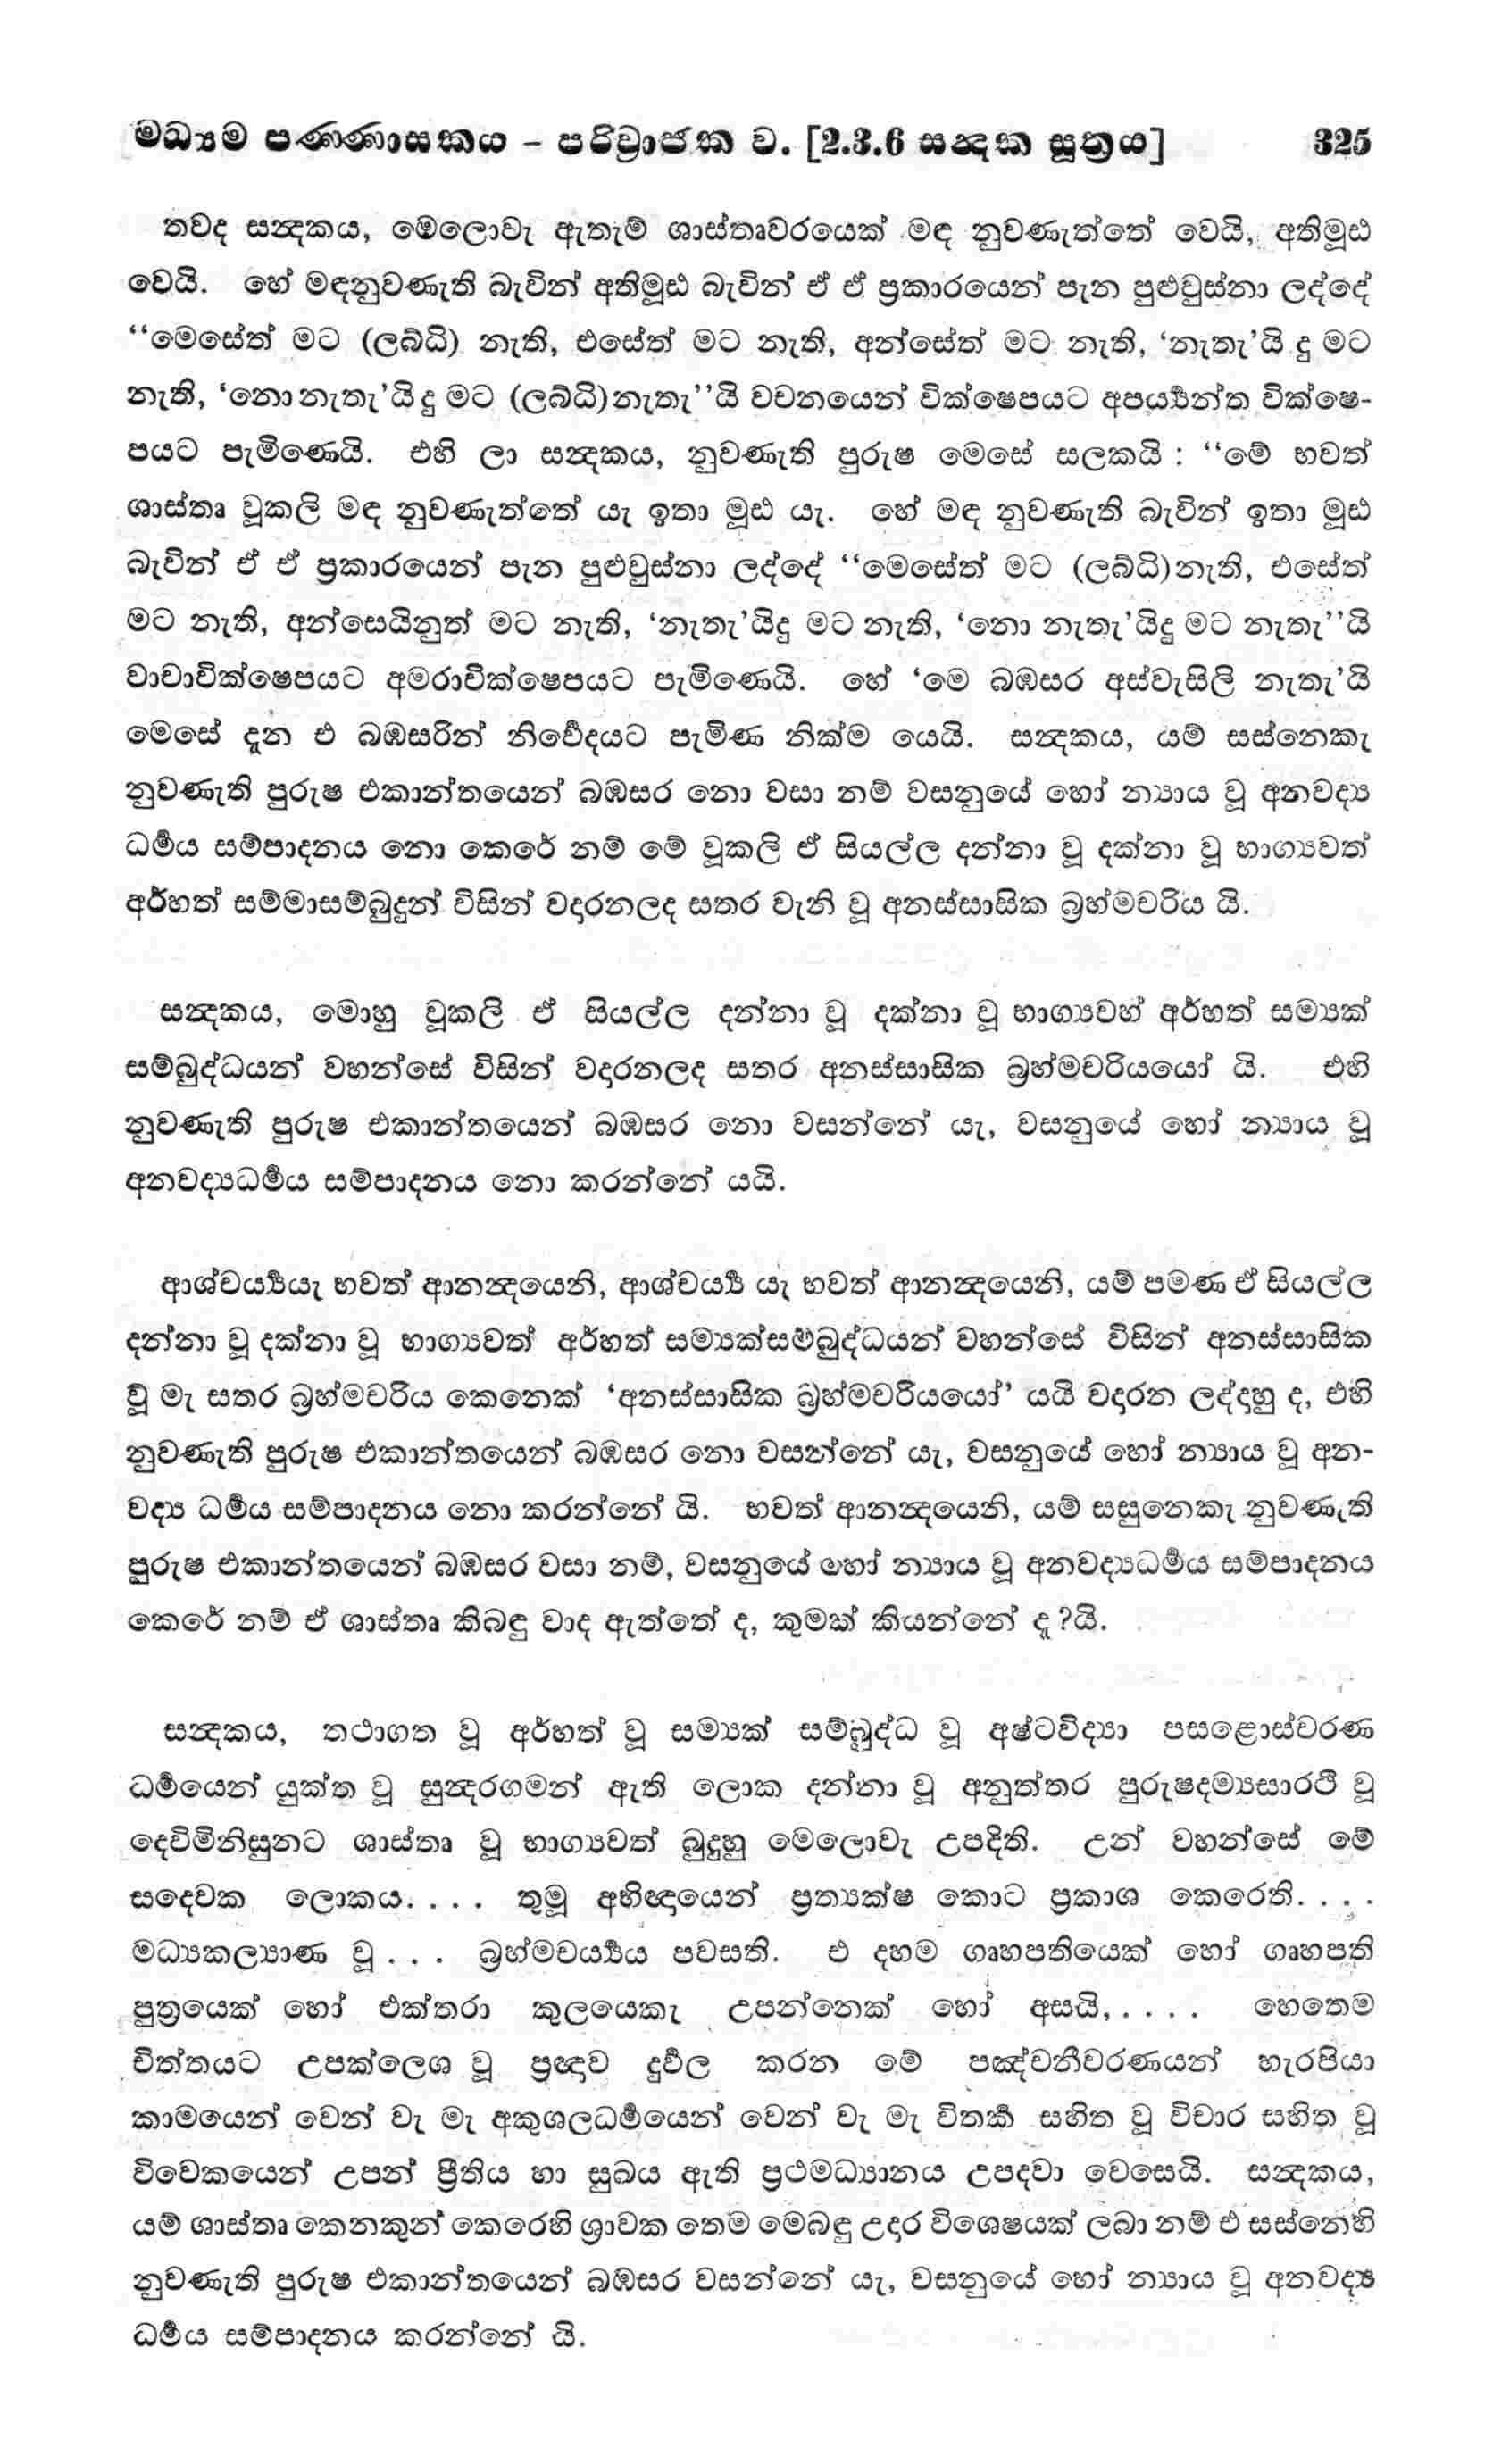 මධ්‍යම පණ්ණාසකය – පරිව්‍රාජක ව. [2.3.6 සන්‍දක සූත්‍රය] 325
තවද සන්‍දකය, මෙලොවැ ඇතැම් ශාස්තෘවරයෙක් මඳ නුවණැත්තේ වෙයි, අතිමූඪ
වෙයි. හේ මඳනුවණැති බැවින් අතිමූඪ බැවින් ඒ ඒ ප්‍රකාරයෙන් පැන පුළුවුස්නා ලද්දේ
“මෙසේත් මට (ලබ්ධි) නැති, එසේත් මට නැති, අන්සේත් මට නැති, ‘නැතැ’යි දු මට
නැති, ‘නො නැතැ’යි දු මට (ලබ්ධි)නැතැ”යි වචනයෙන් වික්ෂෙපයට අපර්‍ය්‍යන්ත වික්ෂෙ-
පයට පැමිණෙයි. එහි ලා සන්‍දකය, නුවණැති පුරුෂ මෙසේ සලකයි : “මේ භවත්
ශාස්තෘ වූකලි මඳ නුවණැත්තේ යැ ඉතා මූඪ යැ. හේ මඳ නුවණැති බැවින් ඉතා මූඪ
බැවින් ඒ ඒ ප්‍රකාරයෙන් පැන පුළුවුස්නා ලද්දේ “මෙසේත් මට (ලබ්ධි)නැති, එසේත්
මට නැති, අන්සෙයිනුත් මට නැති, ‘නැතැ’යිදු මට නැති, ‘නො නැතැ’යිදු මට නැතැ”යි
වාචාවික්ෂෙපයට අමරාවික්ෂෙපයට පැමිණෙයි. හේ ‘මෙ බඹසර අස්වැසිලි නැතැ’යි
මෙසේ දැන එ බඹසරින් නිර්‍වෙදයට පැමිණ නික්ම යෙයි. සන්‍දකය, යම් සස්නෙකැ
නුවණැති පුරුෂ එකාන්තයෙන් බඹසර නො වසා නම් වසනුයේ හෝ න්‍යාය වූ අනවද්‍ය
ධර්‍මය සම්පාදනය නො කෙරේ නම් මේ වූකලි ඒ සියල්ල දන්නා වූ දක්නා වූ භාග්‍යවත්
අර්හත් සම්මාසම්බුදුන් විසින් වදාරනලද සතර වැනි වූ අනස්සාසික බ්‍රහ්මචරිය යි.
සන්‍දකය, මොහු වූකලි ඒ සියල්ල දන්නා වූ දක්නා වූ භාග්‍යවත් අර්හත් සම්‍යක්
සම්බුද්ධයන් වහන්සේ විසින් වදාරනලද සතර අනස්සාසික බ්‍රහ්මචරියයෝ යි. එහි
නුවණැති පුරුෂ එකාන්තයෙන් බඹසර නො වසන්නේ යැ, වසනුයේ හෝ න්‍යාය වූ
අනවද්‍යධර්‍මය සම්පාදනය නො කරන්නේ යයි.
ආශ්චර්‍ය්‍යයැ භවත් ආනන්‍දයෙනි, ආශ්චර්‍ය්‍ය යැ භවත් ආනන්‍දයෙනි, යම් පමණ ඒ සියල්ල
දන්නා වූ දක්නා වූ භාග්‍යවත් අර්හත් සම්‍යක්සම්බුද්ධයන් වහන්සේ විසින් අනස්සාසික
වූ මැ සතර බ්‍රහ්මචරිය කෙනෙක් ‘අනස්සාසික බ්‍රහ්මචරියයෝ’ යයි වදාරන ලද්දාහු ද, එහි
නුවණැති පුරුෂ එකාන්තයෙන් බඹසර නො වසන්නේ යැ, වසනුයේ හෝ න්‍යාය වූ අන-
වද්‍ය ධර්‍මය සම්පාදනය නො කරන්නේ යි. භවත් ආනන්‍දයෙනි, යම් සසුනෙකැ නුවණැති
පුරුෂ එකාන්තයෙන් බඹසර වසා නම්, වසනුයේ හෝ න්‍යාය වූ අනවද්‍යධර්‍මය සම්පාදනය
කෙරේ නම් ඒ ශාස්තෘ කිබඳු වාද ඇත්තේ ද, කුමක් කියන්නේ ද?යි.
සන්‍දකය, තථාගත වූ අර්හත් වූ සම්‍යක් සම්බුද්ධ වූ අෂ්ටවිද්‍යා පසළොස්චරණ
ධර්‍මයෙන් යුක්ත වූ සුන්‍දරගමන් ඇති ලොක දන්නා වූ අනුත්තර පුරුෂදම්‍යසාරථි වූ
දෙවිමිනිසුනට ශාස්තෘ වූ භාග්‍යවත් බුදුහු මෙලොවැ උපදිති. උන් වහන්සේ මේ
සදෙවක ලොකය. . . . තුමූ අභිඥායෙන් ප්‍රත්‍යක්ෂ කොට ප්‍රකාශ කෙරෙති. . . .
මධ්‍යකල්‍යාණ වූ . . . බ්‍රහ්මචර්‍ය්‍යය පවසති. එ දහම ගෘහපතියෙක් හෝ ගෘහපති
පුත්‍රයෙක් හෝ එක්තරා කුලයෙකැ උපන්නෙක් හෝ අසයි, . . . . හෙතෙම
චිත්තයට උපක්ලෙශ වූ ප්‍රඥාව දුර්‍වල කරන මේ පඤ්චනීවරණයන් හැරපියා
කාමයෙන් වෙන් වැ මැ අකුශලධර්‍මයෙන් වෙන් වැ මැ විතර්‍ක සහිත වූ විචාර සහිත වූ
විවෙකයෙන් උපන් ප්‍රීතිය හා සුඛය ඇති ප්‍රථමධ්‍යානය උපදවා වෙසෙයි. සන්‍දකය,
යම් ශාස්තෘ කෙනකුන් කෙරෙහි ශ්‍රාවක තෙම මෙබඳු උදාර විශෙෂයක් ලබා නම් එ සස්නෙහි
නුවණැති පුරුෂ එකාන්තයෙන් බඹසර වසන්නේ යැ, වසනුයේ හෝ න්‍යාය වූ අනවද්‍ය
ධර්‍මය සම්පාදනය කරන්නේ යි.